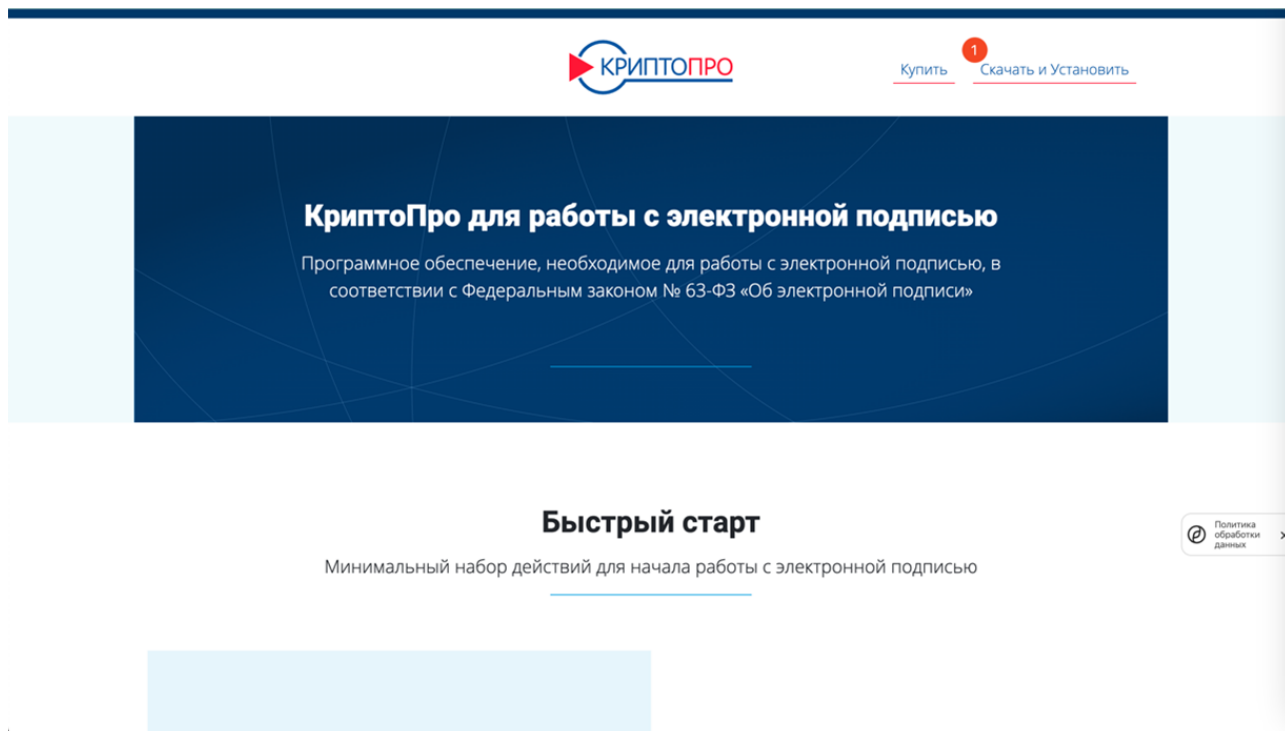 КРИПТОПРО
Купить
1
Скачать и Установить
КриптоПро для работы с электронной подписью
Программное обеспечение, необходимое для работы с электронной подписью, в
соответствии с Федеральным законом № 63-ФЗ «Об электронной подписи»
Быстрый старт
Минимальный набор действий для начала работы с электронной подписью
Политика
обработки
данных